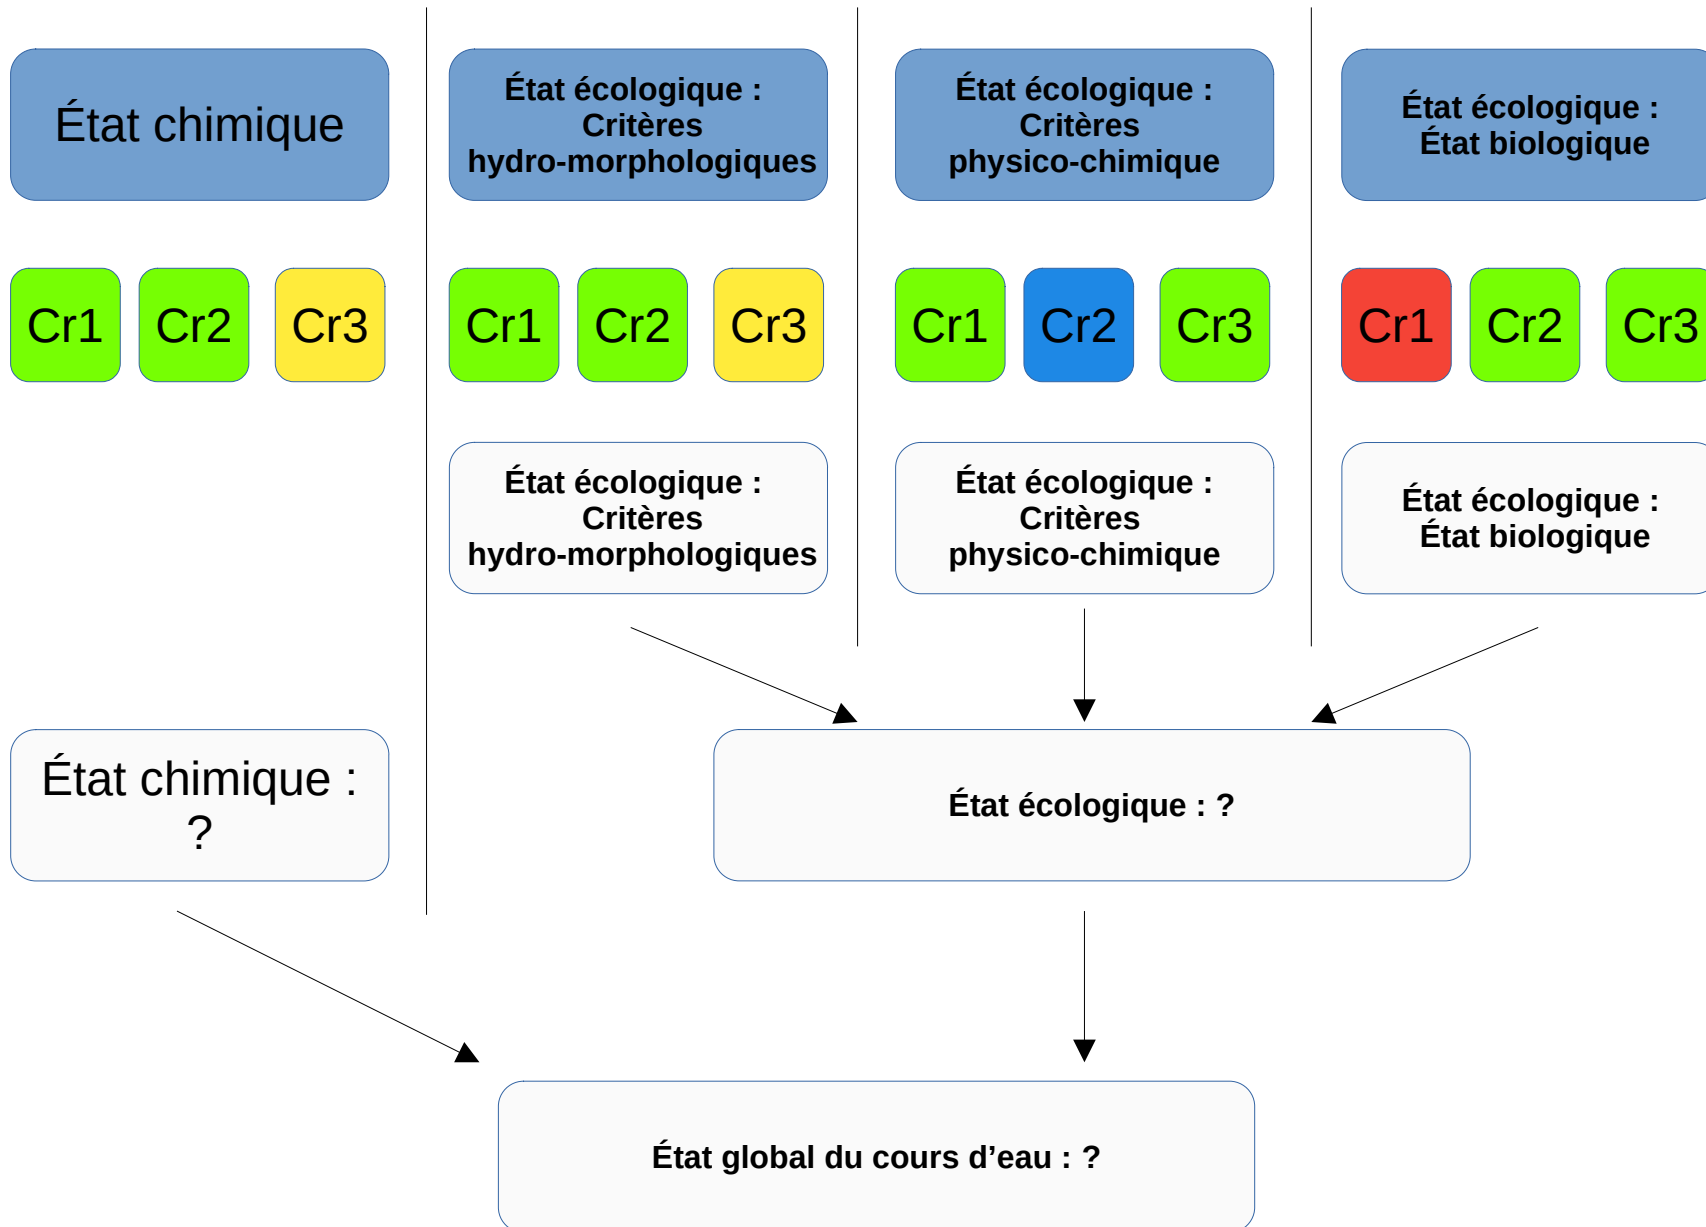 État chimique
État écologique :
Critères
hydro-morphologiques
État écologique :
Critères
physico-chimique
État écologique :
État biologique
Cr1
Cr2
Cr3
Cr1
Cr2
Cr3
Cr1
Cr2
Cr3
Cr1
Cr2
Cr3
État écologique :
Critères
hydro-morphologiques
État écologique :
Critères
physico-chimique
État écologique :
État biologique
État chimique :
?
État écologique : ?
État global du cours d’eau : ?